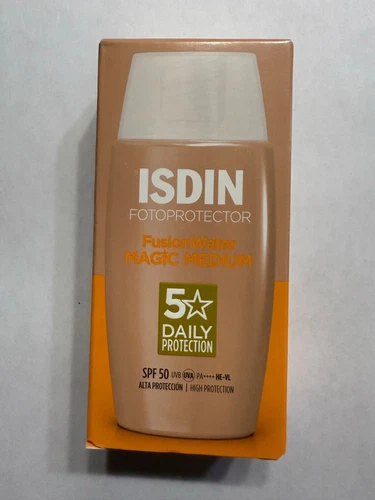 ISDIN
FOTOPROTECTOR
FusionWater
MAGIC MEDIUM
5☆
DAILY
PROTECTION
SPF 50 UVB UVA PA++++ HE-VL
ALTA PROTECCIÓN | HIGH PROTECTION